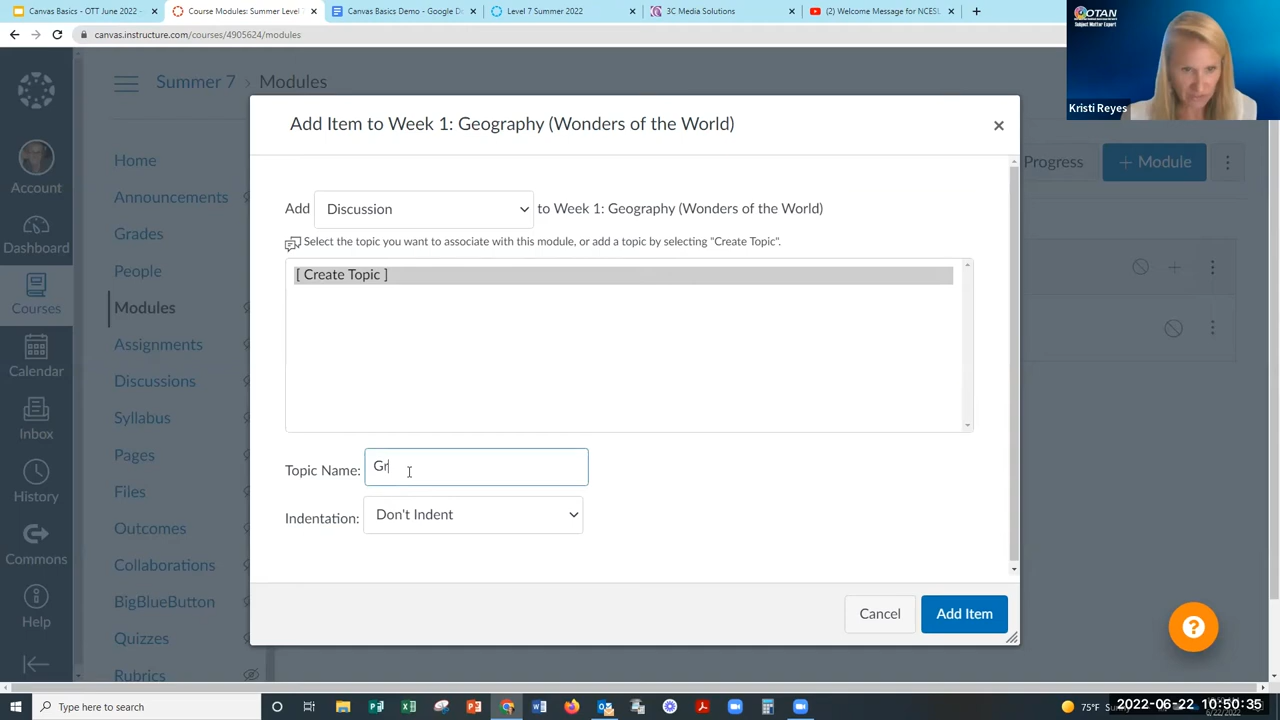 Canvas Basics - OTT June 2022 -
Course Modules: Summer Level
Canvas Basics Demo - Google D
Level 7 Summer 2022
3C Media Solutions
(2) Welcome Message for NCESL
canvas.instructure.com/courses/4905624/modules
OTAN
Subject Matter Expert
Kristi Reyes
Summer 7 > Modules
Account
Dashboard
Courses
Calendar
Inbox
History
Commons
Help
Home
Announcements
Grades
People
Modules
Assignments
Discussions
Syllabus
Pages
Files
Outcomes
Collaborations
BigBlueButton
Quizzes
Rubrics
Progress
+ Module
Add Item to Week 1: Geography (Wonders of the World)
Add Discussion to Week 1: Geography (Wonders of the World)
Select the topic you want to associate with this module, or add a topic by selecting "Create Topic".
[ Create Topic ]
Topic Name: Gr
Indentation: Don't Indent
Cancel
Add Item
Type here to search
75°F
2022-06-22 10:50:35